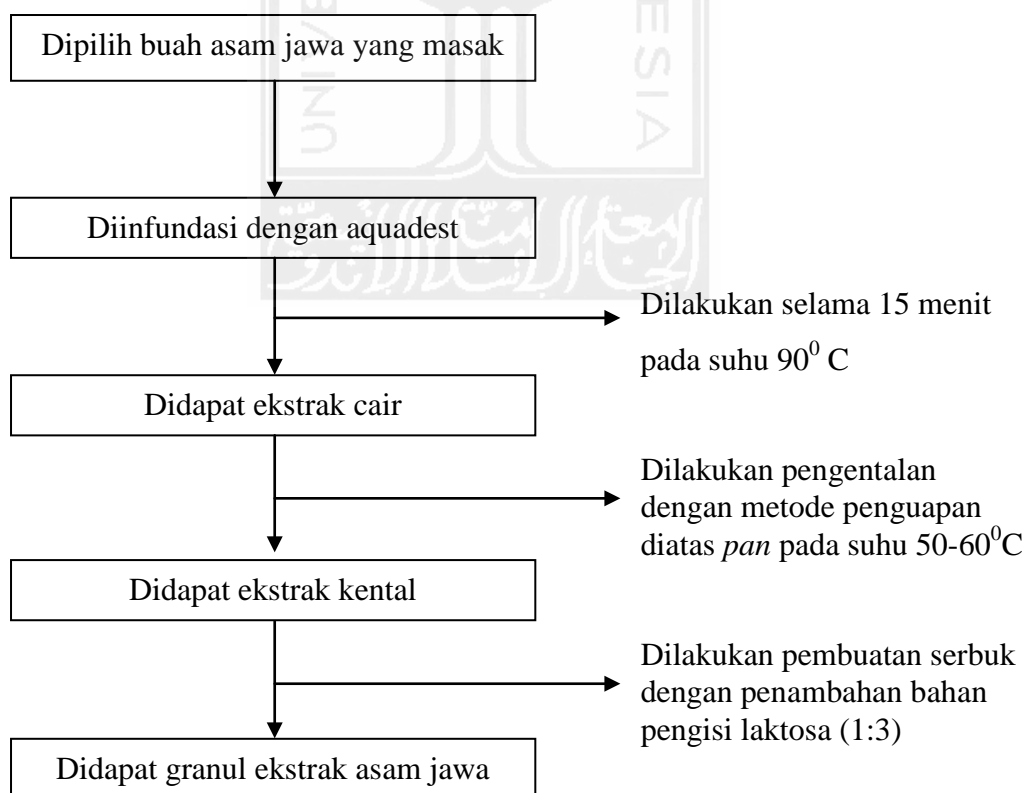 Dipilih buah asam jawa yang masak
Diinfundasi dengan aquadest
Dilakukan selama 15 menit
pada suhu 90⁰ C
Didapat ekstrak cair
Dilakukan pengentalan
dengan metode penguapan
diatas pan pada suhu 50-60⁰C
Didapat ekstrak kental
Dilakukan pembuatan serbuk
dengan penambahan bahan
pengisi laktosa (1:3)
Didapat granul ekstrak asam jawa